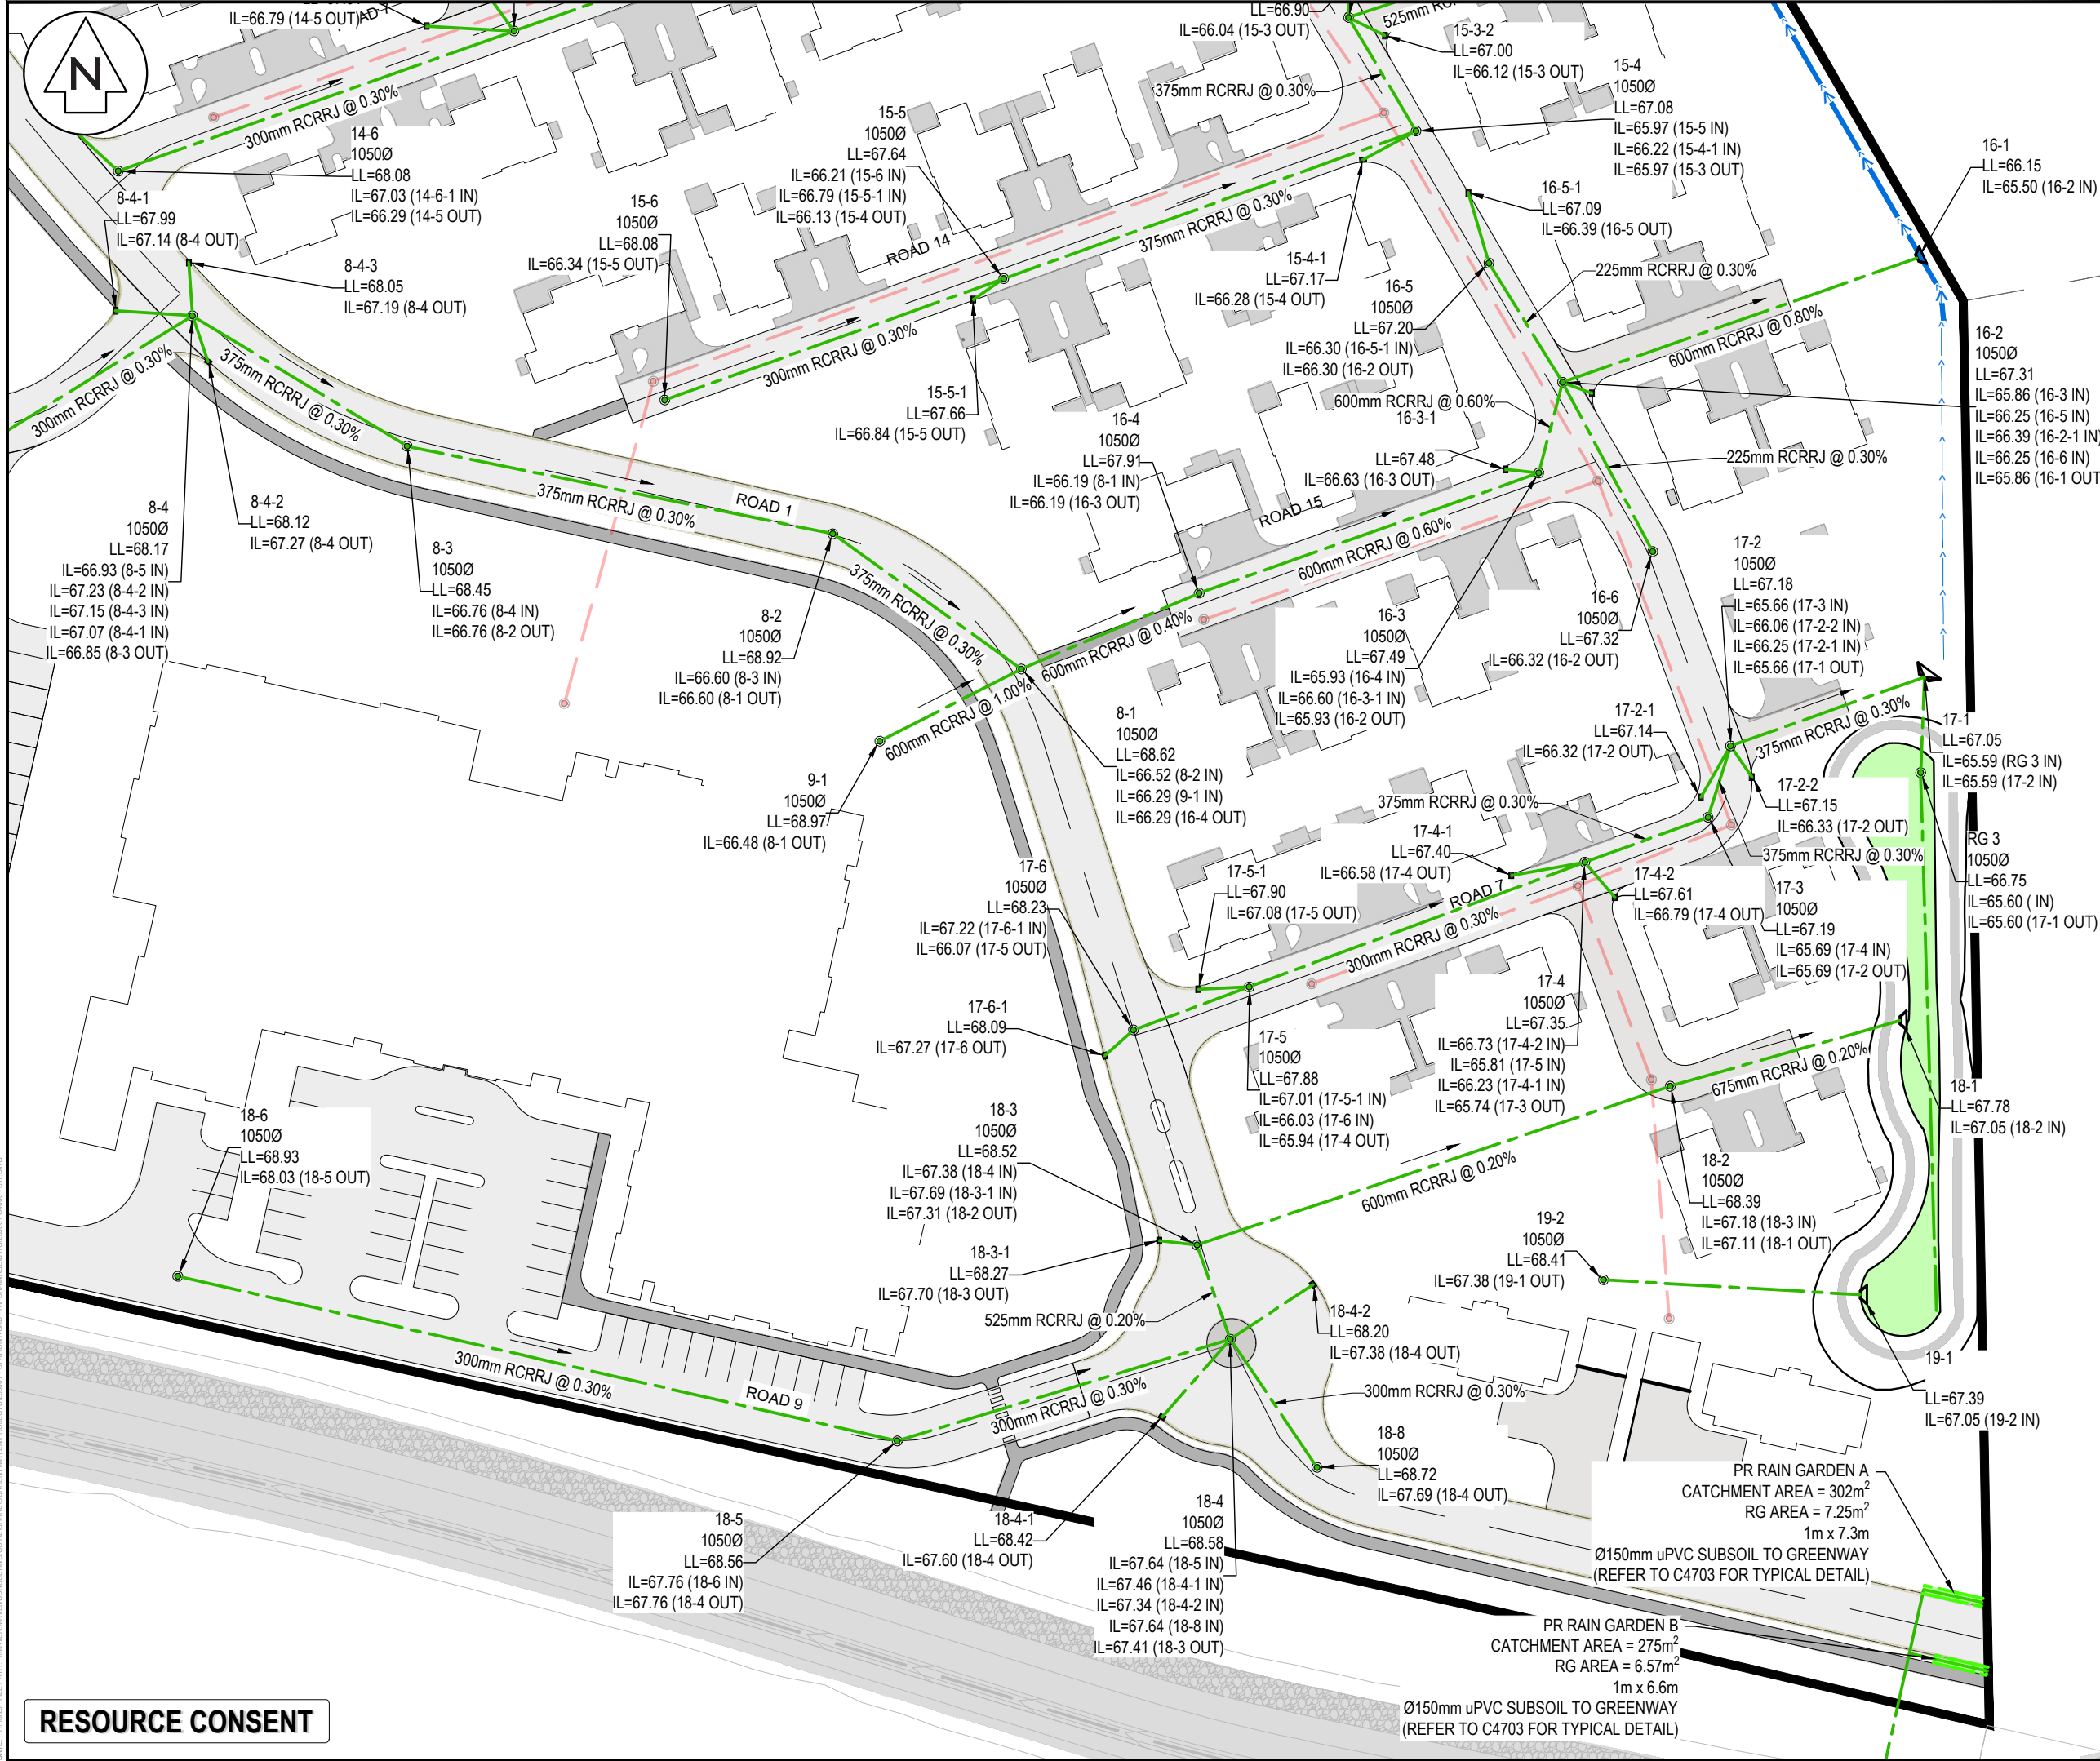 IL=66.79 (14-5 OUT)
N
300mm RCRRJ @ 0.30%
14-6
1050Ø
LL=68.08
IL=67.03 (14-6-1 IN)
IL=66.29 (14-5 OUT)
8-4-1
LL=67.99
IL=67.14 (8-4 OUT)
8-4-3
LL=68.05
IL=67.19 (8-4 OUT)
300mm RCRRJ @ 0.30%
375mm RCRRJ @ 0.30%
15-6
1050Ø
LL=68.08
IL=66.34 (15-5 OUT)
15-5
1050Ø
LL=67.64
IL=66.21 (15-6 IN)
IL=66.79 (15-5-1 IN)
IL=66.13 (15-4 OUT)
ROAD 14
300mm RCRRJ @ 0.30%
375mm RCRRJ @ 0.30%
15-5-1
LL=67.66
IL=66.84 (15-5 OUT)
LL=66.90
IL=66.04 (15-3 OUT)
15-3-2
LL=67.00
IL=66.12 (15-3 OUT)
375mm RCRRJ @ 0.30%
15-4
1050Ø
LL=67.08
IL=65.97 (15-5 IN)
IL=66.22 (15-4-1 IN)
IL=65.97 (15-3 OUT)
15-4-1
LL=67.17
IL=66.28 (15-4 OUT)
16-5-1
LL=67.09
IL=66.39 (16-5 OUT)
225mm RCRRJ @ 0.30%
16-5
1050Ø
LL=67.20
IL=66.30 (16-5-1 IN)
IL=66.30 (16-2 OUT)
16-1
LL=66.15
IL=65.50 (16-2 IN)
600mm RCRRJ @ 0.80%
16-2
1050Ø
LL=67.31
IL=65.86 (16-3 IN)
IL=66.25 (16-5 IN)
IL=66.39 (16-2-1 IN)
IL=66.25 (16-6 IN)
IL=65.86 (16-1 OUT
600mm RCRRJ @ 0.60%
16-3-1
LL=67.48
IL=66.63 (16-3 OUT)
225mm RCRRJ @ 0.30%
16-4
1050Ø
LL=67.91
IL=66.19 (8-1 IN)
IL=66.19 (16-3 OUT)
ROAD 15
600mm RCRRJ @ 0.60%
8-4
1050Ø
LL=68.17
IL=66.93 (8-5 IN)
IL=67.23 (8-4-2 IN)
IL=67.15 (8-4-3 IN)
IL=67.07 (8-4-1 IN)
IL=66.85 (8-3 OUT)
8-4-2
LL=68.12
IL=67.27 (8-4 OUT)
8-3
1050Ø
LL=68.45
IL=66.76 (8-4 IN)
IL=66.76 (8-2 OUT)
375mm RCRRJ @ 0.30%
ROAD 1
375mm RCRRJ @ 0.30%
8-2
1050Ø
LL=68.92
IL=66.60 (8-3 IN)
IL=66.60 (8-1 OUT)
600mm RCRRJ @ 0.40%
600mm RCRRJ @ 1.00%
9-1
1050Ø
LL=68.97
IL=66.48 (8-1 OUT)
8-1
1050Ø
LL=68.62
IL=66.52 (8-2 IN)
IL=66.29 (9-1 IN)
IL=66.29 (16-4 OUT)
16-3
1050Ø
LL=67.49
IL=65.93 (16-4 IN)
IL=66.60 (16-3-1 IN)
IL=65.93 (16-2 OUT)
16-6
1050Ø
LL=67.32
IL=66.32 (16-2 OUT)
17-2
1050Ø
LL=67.18
IL=65.66 (17-3 IN)
IL=66.06 (17-2-2 IN)
IL=66.25 (17-2-1 IN)
IL=65.66 (17-1 OUT)
17-2-1
LL=67.14
IL=66.32 (17-2 OUT)
375mm RCRRJ @ 0.30%
17-1
LL=67.05
IL=65.59 (RG 3 IN)
IL=65.59 (17-2 IN)
17-2-2
LL=67.15
IL=66.33 (17-2 OUT)
375mm RCRRJ @ 0.30%
375mm RCRRJ @ 0.30%
17-4-1
LL=67.40
IL=66.58 (17-4 OUT)
RG 3
1050Ø
LL=66.75
IL=65.60 ( IN)
IL=65.60 (17-1 OUT)
17-6
1050Ø
LL=68.23
IL=67.22 (17-6-1 IN)
IL=66.07 (17-5 OUT)
17-5-1
LL=67.90
IL=67.08 (17-5 OUT)
ROAD 7
300mm RCRRJ @ 0.30%
17-4-2
LL=67.61
IL=66.79 (17-4 OUT)
17-3
1050Ø
LL=67.19
IL=65.69 (17-4 IN)
IL=65.69 (17-2 OUT)
17-6-1
LL=68.09
IL=67.27 (17-6 OUT)
17-5
1050Ø
LL=67.88
IL=67.01 (17-5-1 IN)
IL=66.03 (17-6 IN)
IL=65.94 (17-4 OUT)
17-4
1050Ø
LL=67.35
IL=66.73 (17-4-2 IN)
IL=65.81 (17-5 IN)
IL=66.23 (17-4-1 IN)
IL=65.74 (17-3 OUT)
675mm RCRRJ @ 0.20%
18-1
LL=67.78
IL=67.05 (18-2 IN)
18-6
1050Ø
LL=68.93
IL=68.03 (18-5 OUT)
18-3
1050Ø
LL=68.52
IL=67.38 (18-4 IN)
IL=67.69 (18-3-1 IN)
IL=67.31 (18-2 OUT)
18-3-1
LL=68.27
IL=67.70 (18-3 OUT)
600mm RCRRJ @ 0.20%
18-2
1050Ø
LL=68.39
IL=67.18 (18-3 IN)
IL=67.11 (18-1 OUT)
19-2
1050Ø
LL=68.41
IL=67.38 (19-1 OUT)
525mm RCRRJ @ 0.20%
18-4-2
LL=68.20
IL=67.38 (18-4 OUT)
19-1
LL=67.39
IL=67.05 (19-2 IN)
300mm RCRRJ @ 0.30%
ROAD 9
300mm RCRRJ @ 0.30%
300mm RCRRJ @ 0.30%
18-8
1050Ø
LL=68.72
IL=67.69 (18-4 OUT)
18-5
1050Ø
LL=68.56
IL=67.76 (18-6 IN)
IL=67.76 (18-4 OUT)
18-4-1
LL=68.42
IL=67.60 (18-4 OUT)
18-4
1050Ø
LL=68.58
IL=67.64 (18-5 IN)
IL=67.46 (18-4-1 IN)
IL=67.34 (18-4-2 IN)
IL=67.64 (18-8 IN)
IL=67.41 (18-3 OUT)
PR RAIN GARDEN A
CATCHMENT AREA = 302m²
RG AREA = 7.25m²
1m x 7.3m
Ø150mm uPVC SUBSOIL TO GREENWAY
(REFER TO C4703 FOR TYPICAL DETAIL)
PR RAIN GARDEN B
CATCHMENT AREA = 275m²
RG AREA = 6.57m²
1m x 6.6m
Ø150mm uPVC SUBSOIL TO GREENWAY
(REFER TO C4703 FOR TYPICAL DETAIL)
RESOURCE CONSENT